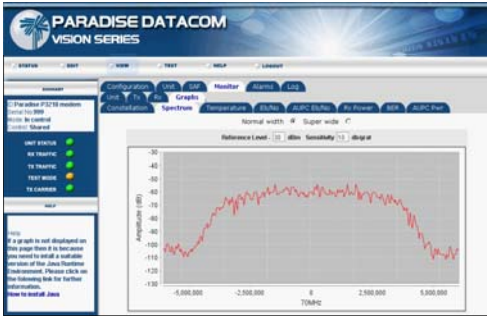 PARADISE DATACOM
VISION SERIES
STATUS EDIT VIEW TEST HELP LOGOUT
SUMMARY
Paradise P3210 modem
Serial No 999
Mode: In control
Control: Shared
UNIT STATUS
RX TRAFFIC
TX TRAFFIC
TEST MODE
TX CARRIER
HELP
Help
If a graph is not displayed on
this page then it is because
you need to intall a suitable
version of the Java Runtime
Environment. Please click on
the following link for further
information.
How to install Java
Configuration Unit SAF Monitor Alarms Log
Unit Tx Rx Graphs
Constellation Spectrum Temperature Eb/No AUPC Eb/No Rx Power BER AUPC Pwr
Normal width Super wide
Reference Level - 30 dBm Sensitivity 10 dbgrat
Amplitude (dB)
-30
-40
-50
-60
-70
-80
-90
-100
-110
-120
-130
-5,000,000 -2,500,000 0 2,500,000 5,000,000
70MHz